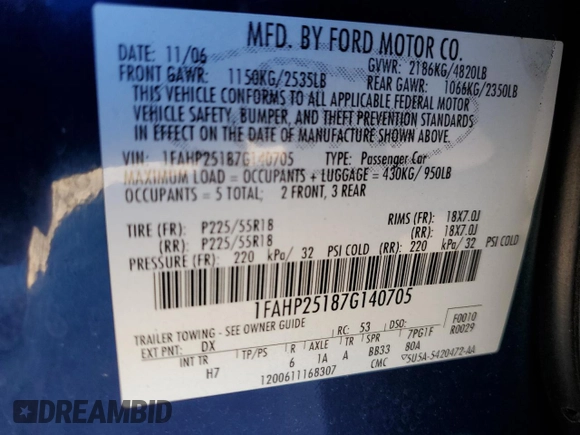 MFD. BY FORD MOTOR CO.
DATE: 11/06 GVWR: 2186KG/4820LB
FRONT GAWR: 1150KG/2535LB REAR GAWR: 1066KG/2350LB
THIS VEHICLE CONFORMS TO ALL APPLICABLE FEDERAL MOTOR
VEHICLE SAFETY, BUMPER, AND THEFT PREVENTION STANDARDS
IN EFFECT ON THE DATE OF MANUFACTURE SHOWN ABOVE.
VIN: 1FAHP25187G140705 TYPE: Passenger Car
MAXIMUM LOAD = OCCUPANTS + LUGGAGE = 430KG/950LB
OCCUPANTS = 5 TOTAL; 2 FRONT, 3 REAR
TIRE (FR): P225/55R18 RIMS (FR): 18X7.0J
(RR): P225/55R18 (RR): 18X7.0J
PRESSURE (FR): 220 kPa/ 32 PSI COLD (RR): 220 kPa/ 32 PSI COLD
1FAHP25187G140705
TRAILER TOWING - SEE OWNER GUIDE F0010
EXT PNT: DX RC: 53 DSO: R0029
INT TR TP/PS R AXLE TR SPR 7PG1F
H7 6 1A A BB33 80A
1200611168307 CMC 5U5A-5420472-AA
DREAMBID